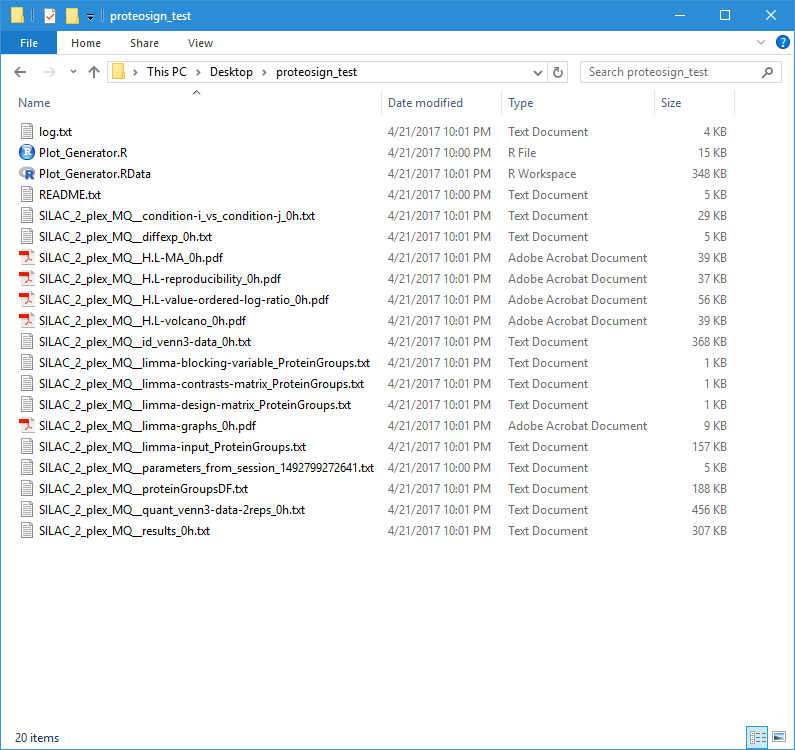 proteosign_test
File Home Share View
This PC Desktop proteosign_test Search proteosign_test
Name Date modified Type Size
log.txt 4/21/2017 10:01 PM Text Document 4 KB
Plot_Generator.R 4/21/2017 10:00 PM R File 15 KB
Plot_Generator.RData 4/21/2017 10:01 PM R Workspace 348 KB
README.txt 4/21/2017 10:00 PM Text Document 5 KB
SILAC_2_plex_MQ__condition-i_vs_condition-j_0h.txt 4/21/2017 10:01 PM Text Document 29 KB
SILAC_2_plex_MQ__diffexp_0h.txt 4/21/2017 10:01 PM Text Document 5 KB
SILAC_2_plex_MQ__H.L-MA_0h.pdf 4/21/2017 10:01 PM Adobe Acrobat Document 39 KB
SILAC_2_plex_MQ__H.L-reproducibility_0h.pdf 4/21/2017 10:01 PM Adobe Acrobat Document 37 KB
SILAC_2_plex_MQ__H.L-value-ordered-log-ratio_0h.pdf 4/21/2017 10:01 PM Adobe Acrobat Document 56 KB
SILAC_2_plex_MQ__H.L-volcano_0h.pdf 4/21/2017 10:01 PM Adobe Acrobat Document 39 KB
SILAC_2_plex_MQ__id_venn3-data_0h.txt 4/21/2017 10:01 PM Text Document 368 KB
SILAC_2_plex_MQ__limma-blocking-variable_ProteinGroups.txt 4/21/2017 10:01 PM Text Document 1 KB
SILAC_2_plex_MQ__limma-contrasts-matrix_ProteinGroups.txt 4/21/2017 10:01 PM Text Document 1 KB
SILAC_2_plex_MQ__limma-design-matrix_ProteinGroups.txt 4/21/2017 10:01 PM Text Document 1 KB
SILAC_2_plex_MQ__limma-graphs_0h.pdf 4/21/2017 10:01 PM Adobe Acrobat Document 9 KB
SILAC_2_plex_MQ__limma-input_ProteinGroups.txt 4/21/2017 10:01 PM Text Document 157 KB
SILAC_2_plex_MQ__parameters_from_session_1492799272641.txt 4/21/2017 10:00 PM Text Document 5 KB
SILAC_2_plex_MQ__proteinGroupsDF.txt 4/21/2017 10:01 PM Text Document 188 KB
SILAC_2_plex_MQ__quant_venn3-data-2reps_0h.txt 4/21/2017 10:01 PM Text Document 456 KB
SILAC_2_plex_MQ__results_0h.txt 4/21/2017 10:01 PM Text Document 307 KB
20 items